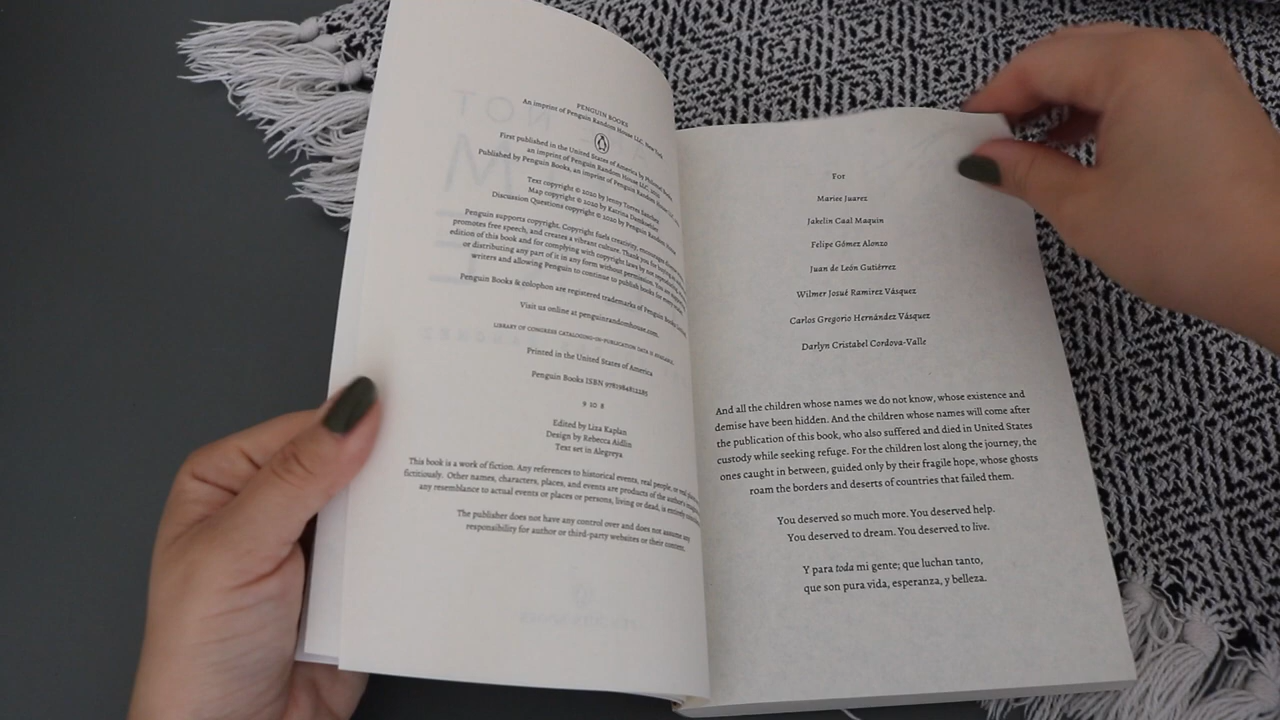 PENGUIN BOOKS
An imprint of Penguin Random House LLC, New York
First published in the United States of America by Philomel Books,
an imprint of Penguin Random House LLC, 2020
Published by Penguin Books, an imprint of Penguin Random House LLC,
Text copyright © 2020 by Jenny Torres Sanchez
Map copyright © 2020 by Katrina Damkoehler
Discussion Questions copyright © 2020 by Penguin Random House
Penguin supports copyright. Copyright fuels creativity, encourages
promotes free speech, and creates a vibrant culture. Thank you for buying an
edition of this book and for complying with copyright laws by not reproducing,
or distributing any part of it in any form without permission. You are
writers and allowing Penguin to continue to publish books for every
Penguin Books & colophon are registered trademarks of Penguin Books
Visit us online at penguinrandomhouse.com.
LIBRARY OF CONGRESS CATALOGING-IN-PUBLICATION DATA IS AVAILABLE.
Printed in the United States of America
Penguin Books ISBN 9781984812285
9 10 8
Edited by Liza Kaplan
Design by Rebecca Aidlin
Text set in Alegreya
This book is a work of fiction. Any references to historical events, real people, or real
fictitiously. Other names, characters, places, and events are products of the author's
any resemblance to actual events or places or persons, living or dead, is entirely
The publisher does not have any control over and does not assume any
responsibility for author or third-party websites or their content.
For
Mariee Juarez
Jakelin Caal Maquin
Felipe Gómez Alonzo
Juan de León Gutiérrez
Wilmer Josué Ramírez Vásquez
Carlos Gregorio Hernández Vásquez
Darlyn Cristabel Cordova-Valle
And all the children whose names we do not know, whose existence and
demise have been hidden. And the children whose names will come after
the publication of this book, who also suffered and died in United States
custody while seeking refuge. For the children lost along the journey, the
ones caught in between, guided only by their fragile hope, whose ghosts
roam the borders and deserts of countries that failed them.
You deserved so much more. You deserved help.
You deserved to dream. You deserved to live.
Y para toda mi gente; que luchan tanto,
que son pura vida, esperanza, y belleza.